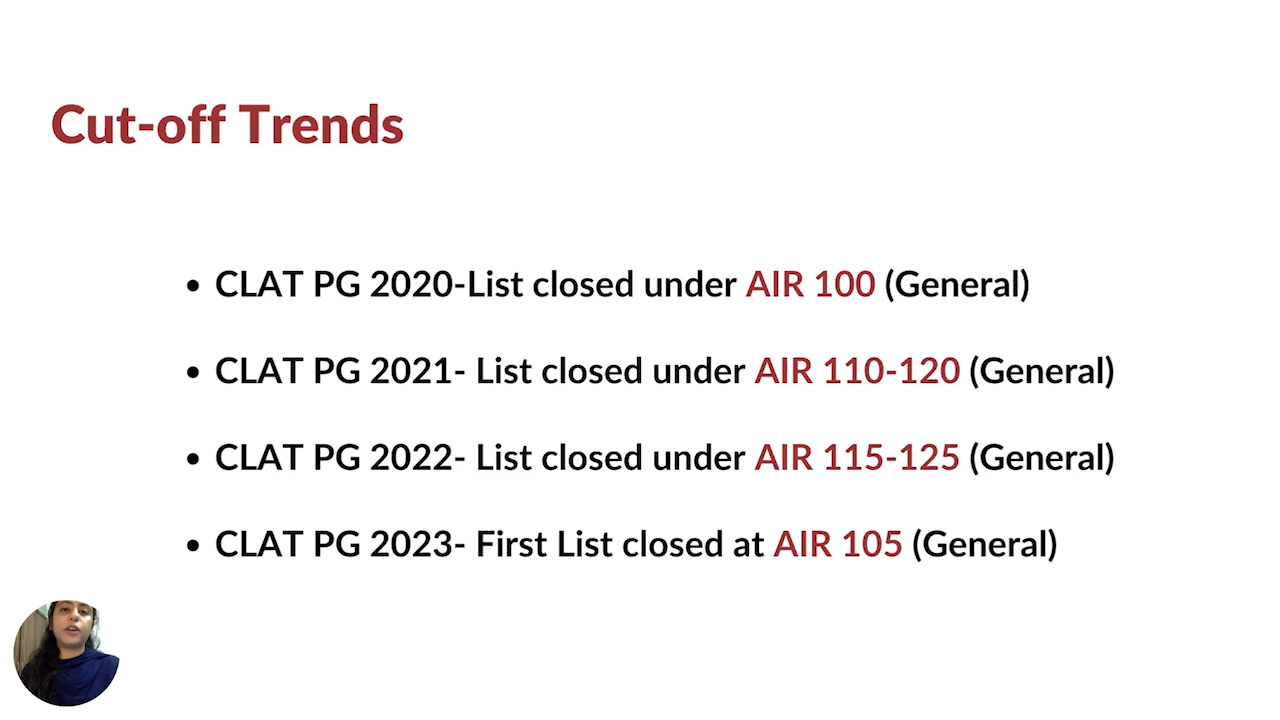 Cut-off Trends
• CLAT PG 2020-List closed under AIR 100 (General)
• CLAT PG 2021- List closed under AIR 110-120 (General)
• CLAT PG 2022- List closed under AIR 115-125 (General)
• CLAT PG 2023- First List closed at AIR 105 (General)